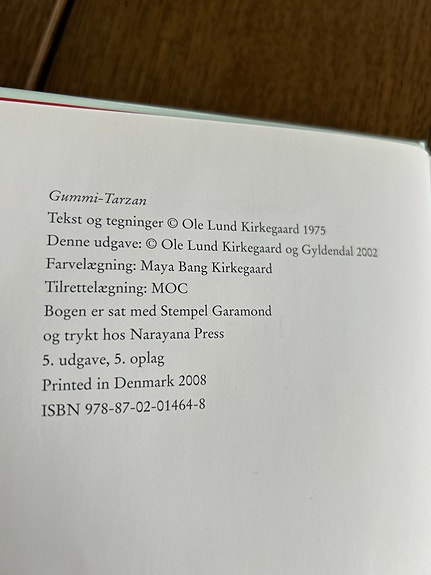 Gummi-Tarzan
Tekst og tegninger © Ole Lund Kirkegaard 1975
Denne udgave: © Ole Lund Kirkegaard og Gyldendal 2002
Farvelægning: Maya Bang Kirkegaard
Tilrettelægning: MOC
Bogen er sat med Stempel Garamond
og trykt hos Narayana Press
5. udgave, 5. oplag
Printed in Denmark 2008
ISBN 978-87-02-01464-8